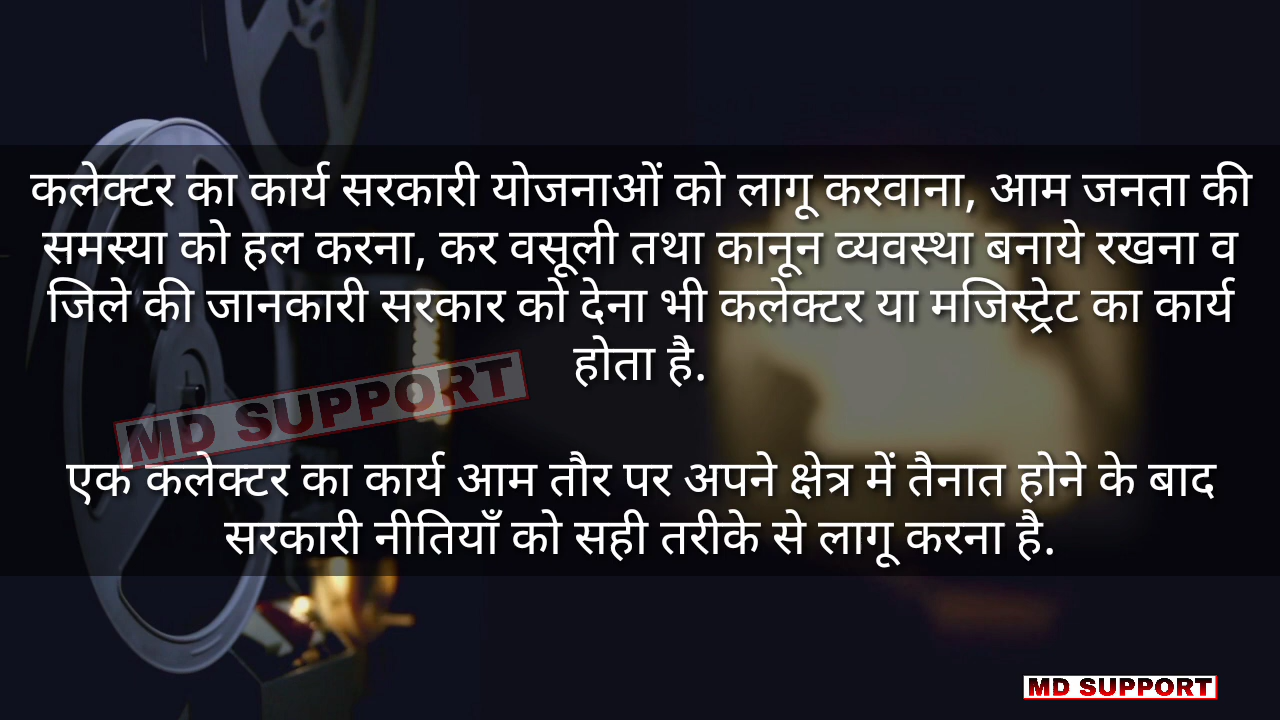 कलेक्टर का कार्य सरकारी योजनाओं को लागू करवाना, आम जनता की
समस्या को हल करना, कर वसूली तथा कानून व्यवस्था बनाये रखना व
जिले की जानकारी सरकार को देना भी कलेक्टर या मजिस्ट्रेट का कार्य
होता है.
MD SUPPORT
एक कलेक्टर का कार्य आम तौर पर अपने क्षेत्र में तैनात होने के बाद
सरकारी नीतियाँ को सही तरीके से लागू करना है.
MD SUPPORT